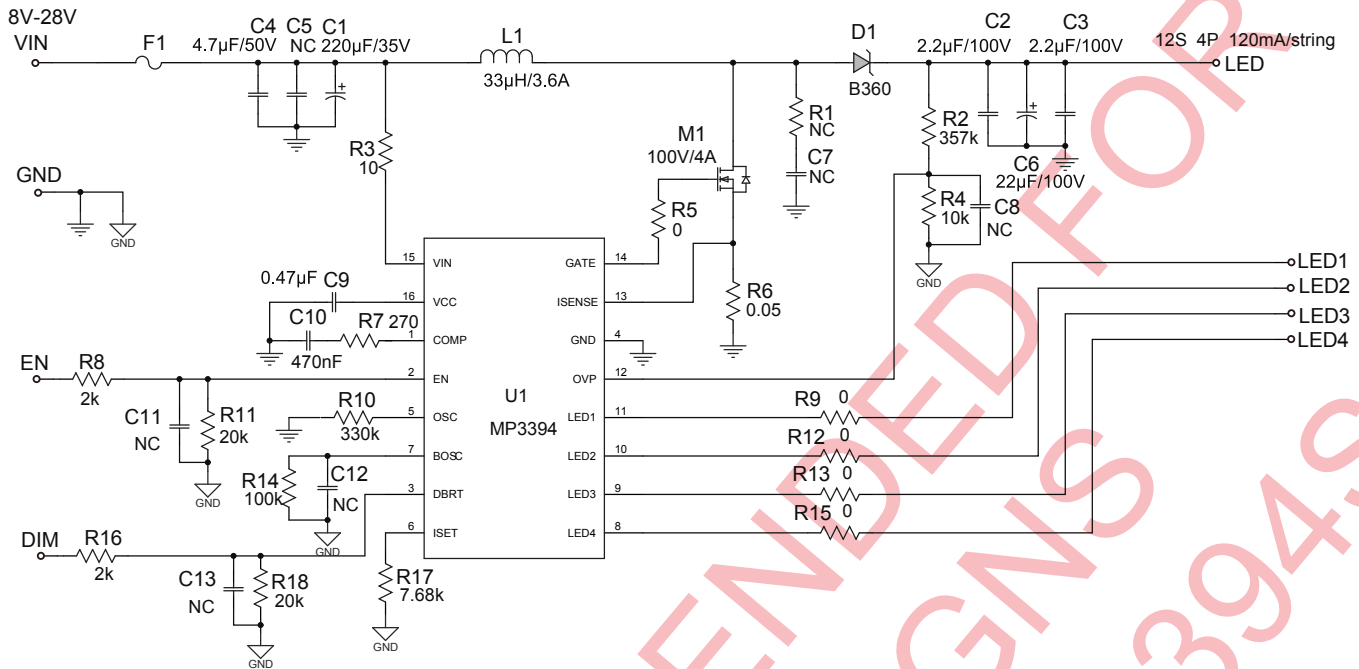 8V-28V
VIN
F1
C4
4.7µF/50V
C5
NC
C1
220µF/35V
L1
33µH/3.6A
D1
B360
C2
2.2µF/100V
C3
2.2µF/100V
12S 4P 120mA/string
LED
R3
10
M1
100V/4A
R1
NC
C7
NC
R2
357k
C6
22µF/100V
GND
GND
R5
0
R4
10k
C8
NC
GND
R6
0.05
0.47µF C9
C10
470nF
R7 270
15 VIN
16 VCC
1 COMP
2 EN
5 OSC
7 BOSC
3 DBRT
6 ISET
U1
MP3394
GATE 14
ISENSE 13
GND 4
OVP 12
LED1 11
LED2 10
LED3 9
LED4 8
LED1
LED2
LED3
LED4
R9 0
R12 0
R13 0
R15 0
EN
R8
2k
C11
NC
R11
20k
GND
R10
330k
R14
100k
C12
NC
GND
DIM
R16
2k
C13
NC
R18
20k
GND
R17
7.68k
GND
ENDED FOR
GNS
394S